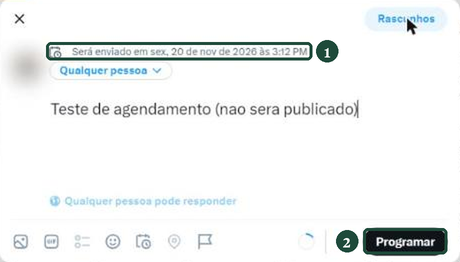 Rascunhos
Será enviado em sex, 20 de nov de 2026 às 3:12 PM
1
Qualquer pessoa
Teste de agendamento (nao sera publicado)
Qualquer pessoa pode responder
GIF
2
Programar